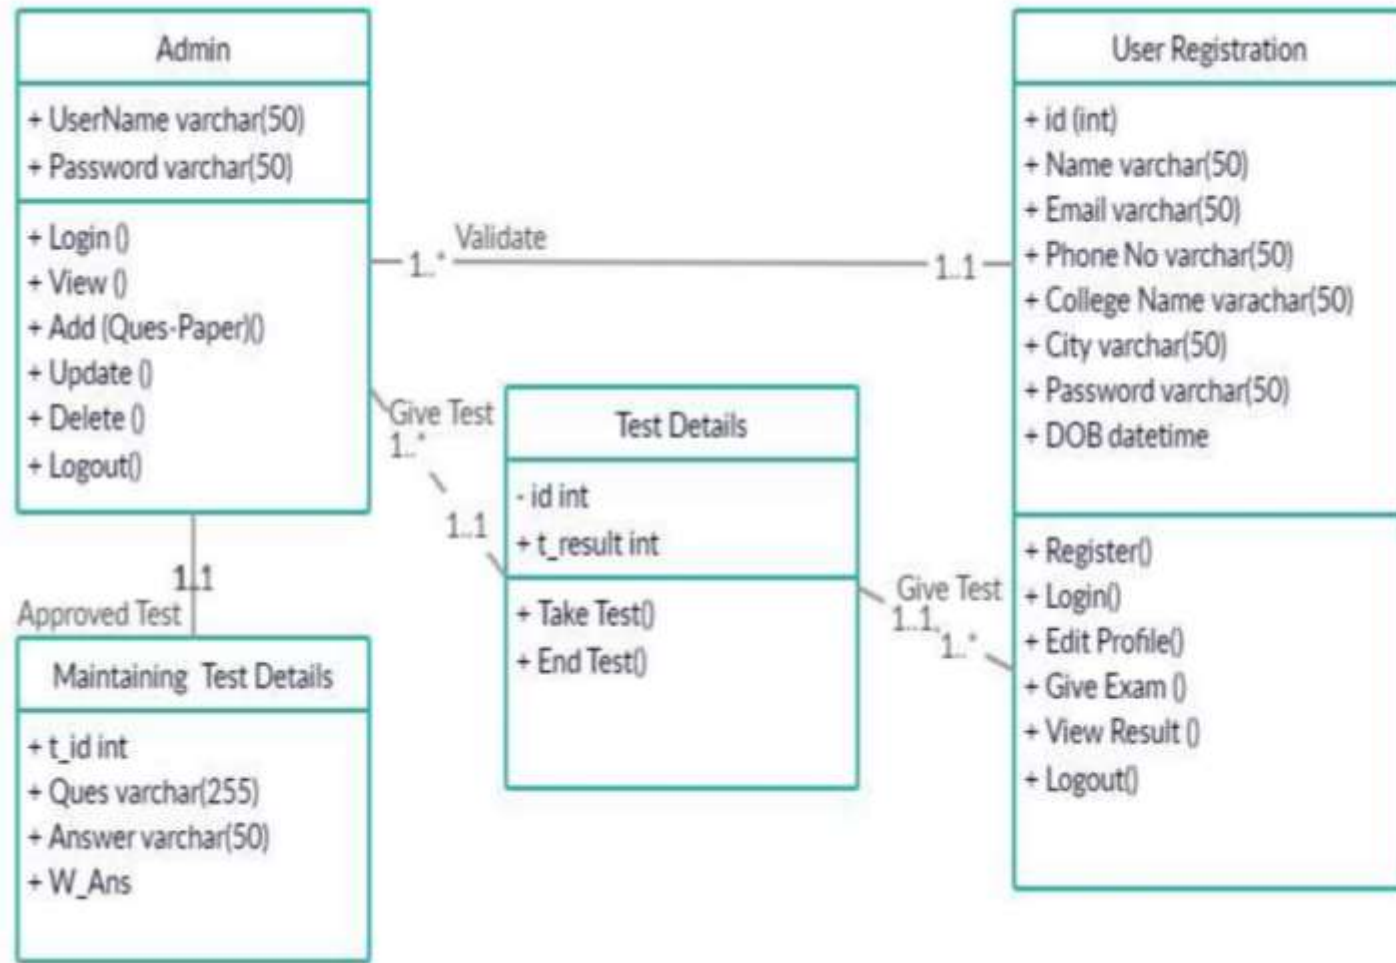 Admin
+ UserName varchar(50)
+ Password varchar(50)
+ Login ()
+ View ()
+ Add (Ques-Paper)()
+ Update ()
+ Delete ()
+ Logout()
Validate
1..*
1..1
User Registration
+ id (int)
+ Name varchar(50)
+ Email varchar(50)
+ Phone No varchar(50)
+ College Name varachar(50)
+ City varchar(50)
+ Password varchar(50)
+ DOB datetime
+ Register()
+ Login()
+ Edit Profile()
+ Give Exam ()
+ View Result ()
+ Logout()
Give Test
1..*
1..1
Test Details
- id int
+ t_result int
+ Take Test()
+ End Test()
Give Test
1..1
1..*
1..1
Approved Test
Maintaining Test Details
+ t_id int
+ Ques varchar(255)
+ Answer varchar(50)
+ W_Ans